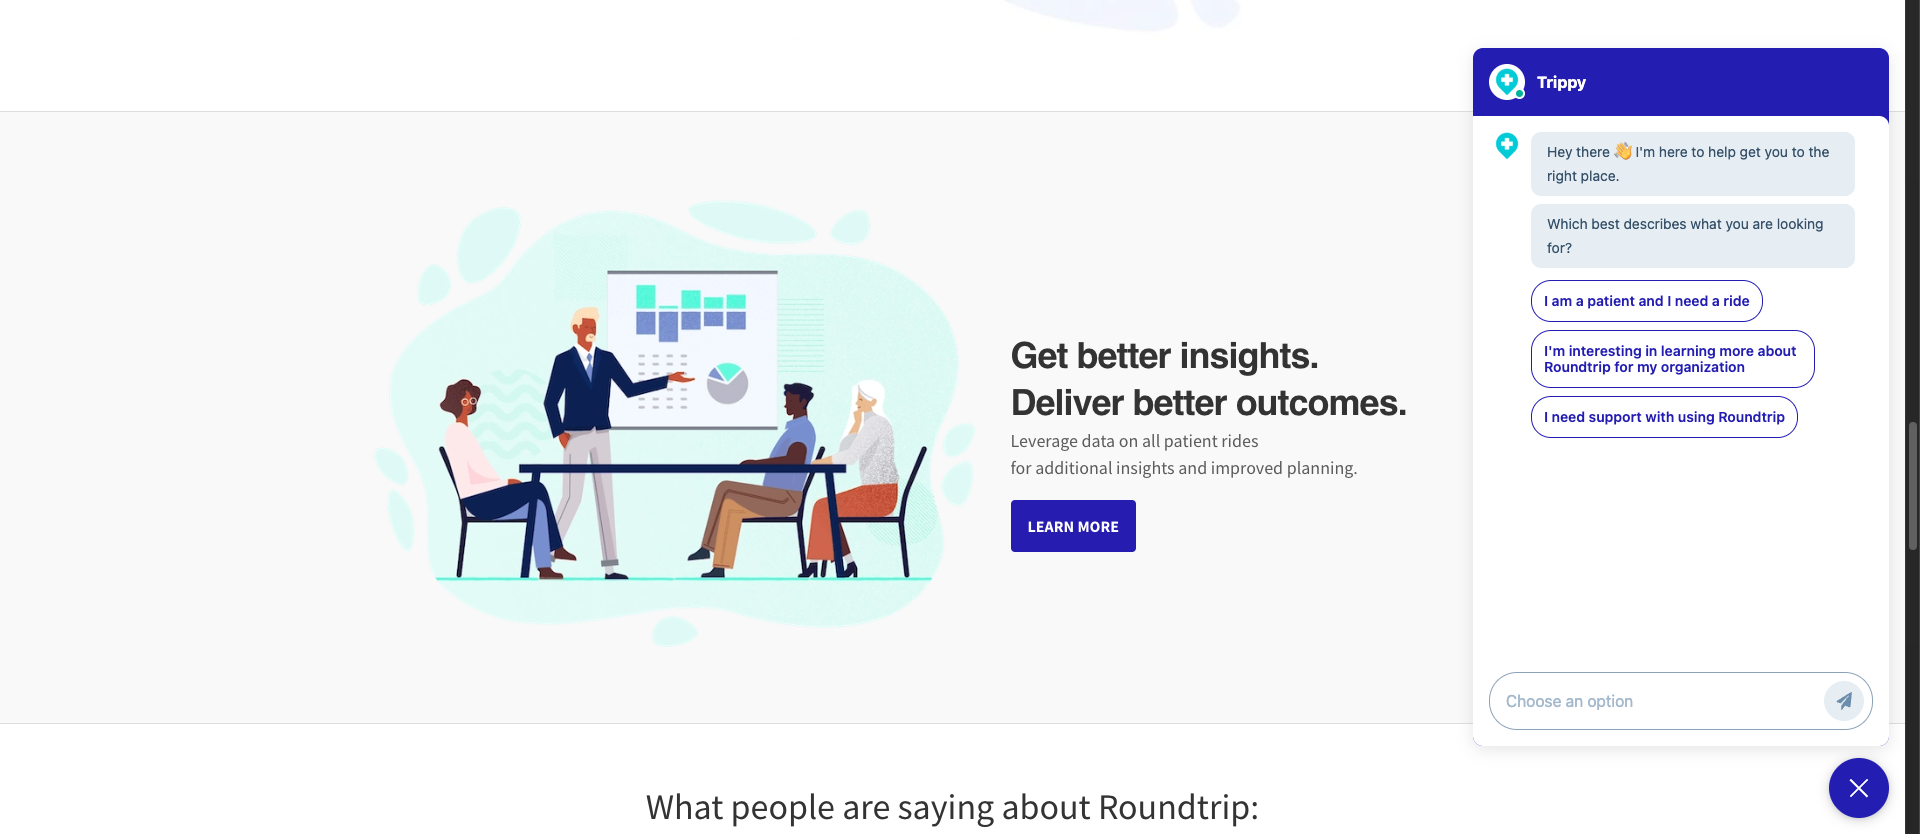 Get better insights.
Deliver better outcomes.
Leverage data on all patient rides
for additional insights and improved planning.
LEARN MORE
What people are saying about Roundtrip:
Trippy
Hey there 👋 I'm here to help get you to the
right place.
Which best describes what you are looking
for?
I am a patient and I need a ride
I'm interesting in learning more about
Roundtrip for my organization
I need support with using Roundtrip
Choose an option